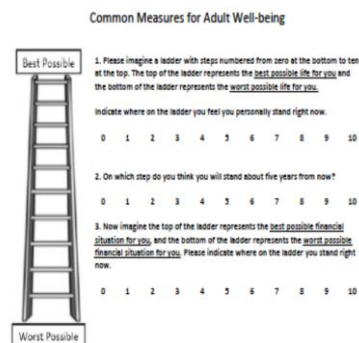 Common Measures for Adult Well-being
Best Possible
1. Please imagine a ladder with steps numbered from zero at the bottom to ten
at the top. The top of the ladder represents the best possible life for you and
the bottom of the ladder represents the worst possible life for you.
Indicate where on the ladder you feel you personally stand right now.
0 1 2 3 4 5 6 7 8 9 10
2. On which step do you think you will stand about five years from now?
0 1 2 3 4 5 6 7 8 9 10
3. Now imagine the top of the ladder represents the best possible financial
situation for you, and the bottom of the ladder represents the worst possible
financial situation for you. Please indicate where on the ladder you stand right
now.
0 1 2 3 4 5 6 7 8 9 10
Worst Possible